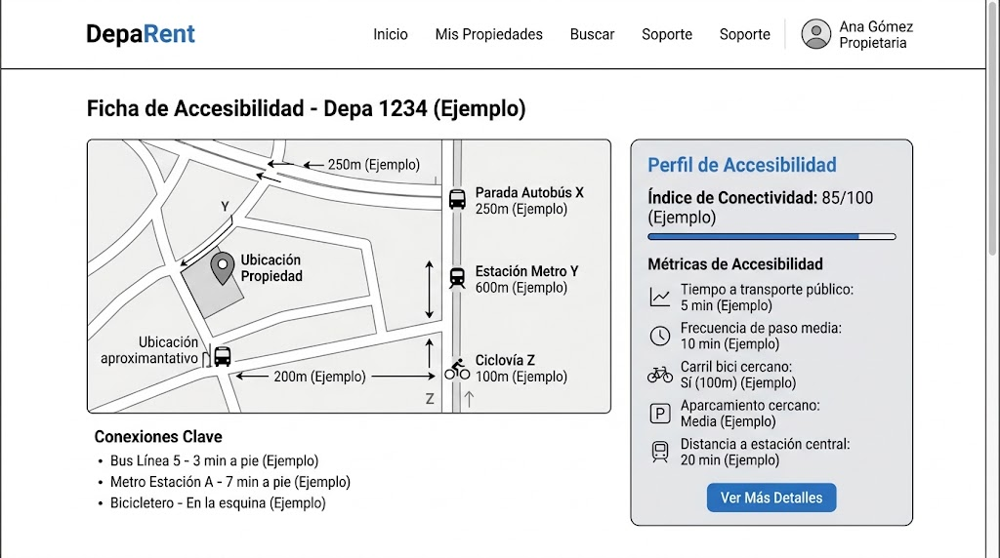 DepaRent
Inicio
Mis Propiedades
Buscar
Soporte
Soporte
Ana Gómez
Propietaria
Ficha de Accesibilidad - Depa 1234 (Ejemplo)
250m (Ejemplo)
Y
Ubicación
Propiedad
Ubicación
aproximantativo
200m (Ejemplo)
Parada Autobús X
250m (Ejemplo)
Estación Metro Y
600m (Ejemplo)
Ciclovía Z
100m (Ejemplo)
Z
Conexiones Clave
• Bus Línea 5 - 3 min a pie (Ejemplo)
• Metro Estación A - 7 min a pie (Ejemplo)
• Bicicletero - En la esquina (Ejemplo)
Perfil de Accesibilidad
Índice de Conectividad: 85/100
(Ejemplo)
Métricas de Accesibilidad
Tiempo a transporte público:
5 min (Ejemplo)
Frecuencia de paso media:
10 min (Ejemplo)
Carril bici cercano:
Sí (100m) (Ejemplo)
P
Aparcamiento cercano:
Media (Ejemplo)
Distancia a estación central:
20 min (Ejemplo)
Ver Más Detalles